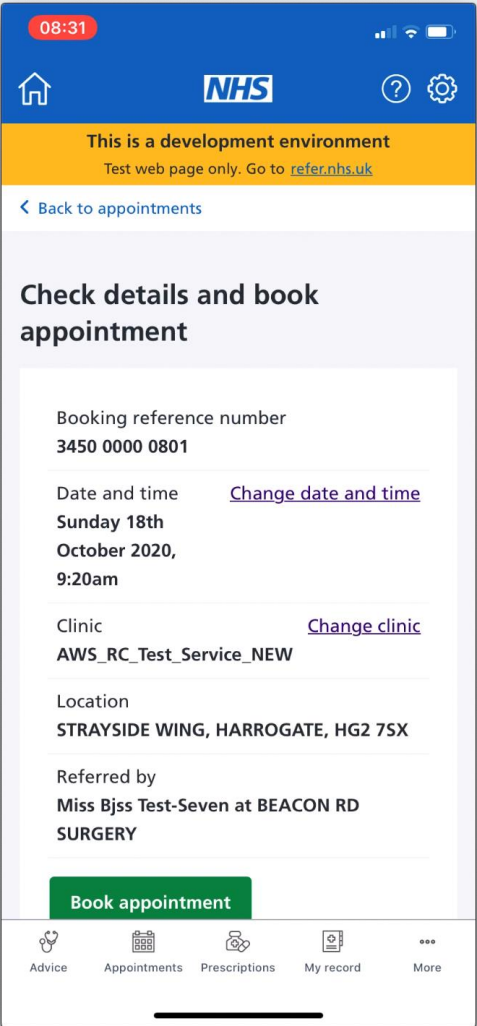 08:31
NHS
?
This is a development environment
Test web page only. Go to refer.nhs.uk
Back to appointments
Check details and book
appointment
Booking reference number
3450 0000 0801
Date and time
Change date and time
Sunday 18th
October 2020,
9:20am
Clinic
Change clinic
AWS_RC_Test_Service_NEW
Location
STRAYSIDE WING, HARROGATE, HG2 7SX
Referred by
Miss Bjss Test-Seven at BEACON RD
SURGERY
Book appointment
Advice
Appointments
Prescriptions
My record
More